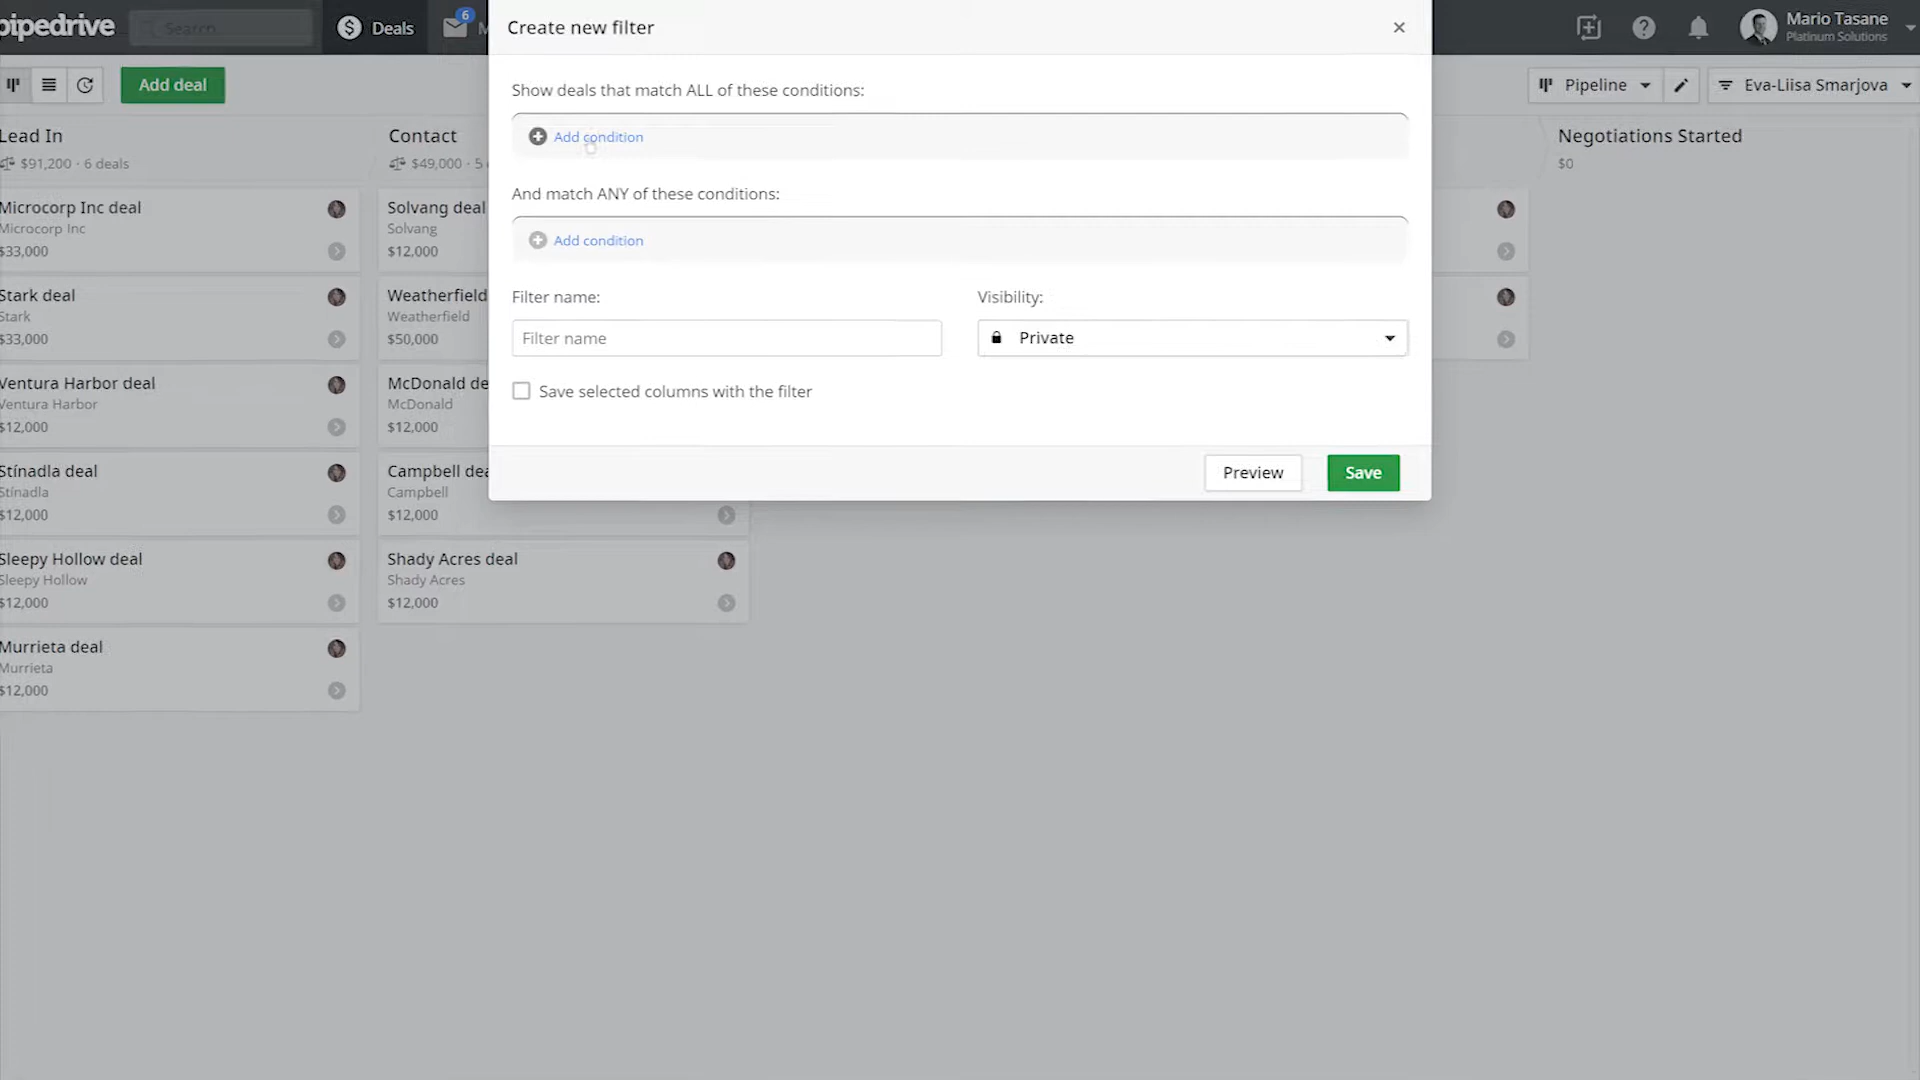 pipedrive
Search
Deals
6
Create new filter
Mario Tasane
Platinum Solutions
Add deal
Pipeline
Eva-Liisa Smarjova
Show deals that match ALL of these conditions:
Add condition
And match ANY of these conditions:
Add condition
Filter name:
Filter name
Visibility:
Private
Save selected columns with the filter
Preview
Save
Lead In
$91,200 · 6 deals
Microcorp Inc deal
Microcorp Inc
$33,000
Stark deal
Stark
$33,000
Ventura Harbor deal
Ventura Harbor
$12,000
Stínadla deal
Stínadla
$12,000
Sleepy Hollow deal
Sleepy Hollow
$12,000
Murrieta deal
Murrieta
$12,000
Contact
$49,000 · 5
Solvang deal
Solvang
$12,000
Weatherfield
Weatherfield
$50,000
McDonald de
McDonald
$12,000
Campbell dea
Campbell
$12,000
Shady Acres deal
Shady Acres
$12,000
Negotiations Started
$0